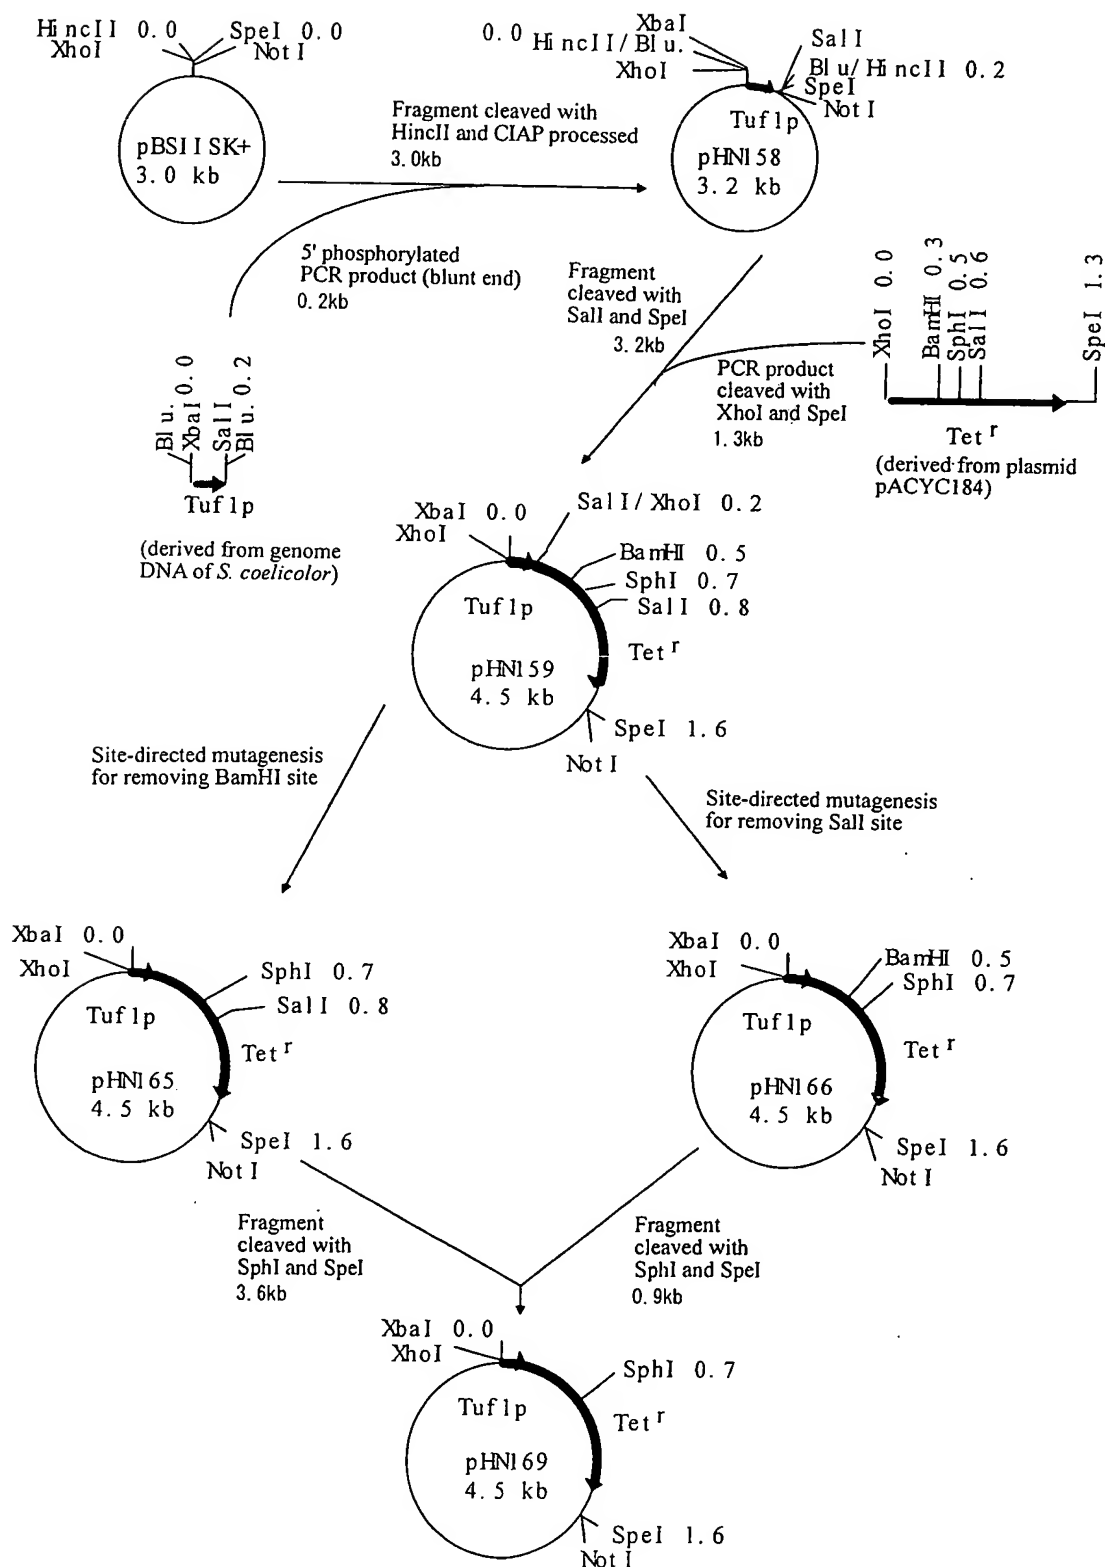 HincII 0.0
XhoI
SpeI 0.0
NotI
pBSIISK+
3.0 kb
Fragment cleaved with
HincII and CIAP processed
3.0kb
XbaI
0.0 HincII/Blu.
XhoI
SalI
Blu/HincII 0.2
SpeI
NotI
Tuf1p
pHN158
3.2 kb
5' phosphorylated
PCR product (blunt end)
0.2kb
Blu.
XbaI 0.0
SalI
Blu. 0.2
Tuf1p
(derived from genome
DNA of S. coelicolor)
Fragment
cleaved with
SalI and SpeI
3.2kb
PCR product
cleaved with
XhoI and SpeI
1.3kb
XhoI 0.0
BamHI 0.3
SphI 0.5
SalI 0.6
SpeI 1.3
Tet r
(derived from plasmid
pACYC184)
XbaI 0.0
XhoI
SalI/XhoI 0.2
BamHI 0.5
SphI 0.7
SalI 0.8
Tuf1p
Tet r
pHN159
4.5 kb
SpeI 1.6
NotI
Site-directed mutagenesis
for removing BamHI site
Site-directed mutagenesis
for removing SalI site
XbaI 0.0
XhoI
SphI 0.7
SalI 0.8
Tuf1p
Tet r
pHN165
4.5 kb
SpeI 1.6
NotI
XbaI 0.0
XhoI
BamHI 0.5
SphI 0.7
Tuf1p
Tet r
pHN166
4.5 kb
SpeI 1.6
NotI
Fragment
cleaved with
SphI and SpeI
3.6kb
Fragment
cleaved with
SphI and SpeI
0.9kb
XbaI 0.0
XhoI
SphI 0.7
Tuf1p
Tet r
pHN169
4.5 kb
SpeI 1.6
NotI